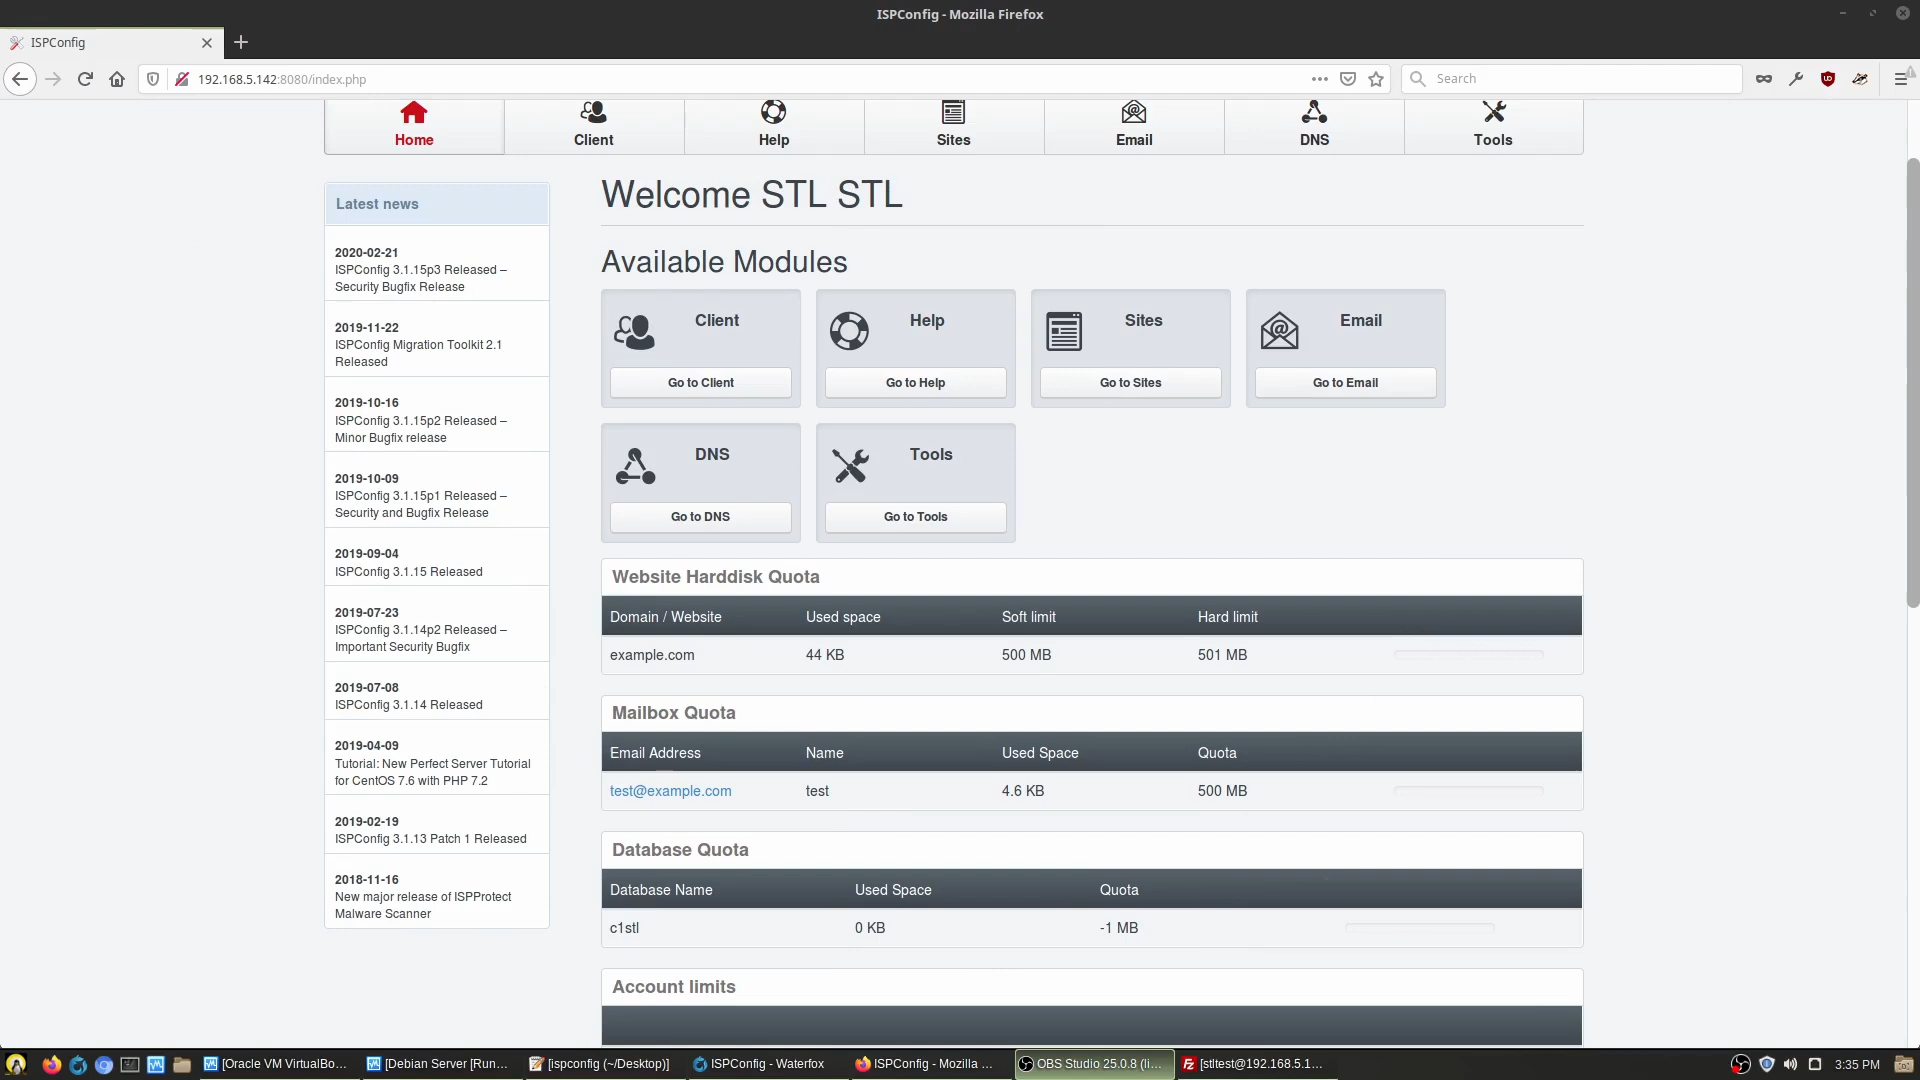 ISPConfig - Mozilla Firefox
ISPConfig
192.168.5.142:8080/index.php
Search
Home
Client
Help
Sites
Email
DNS
Tools
Latest news
2020-02-21
ISPConfig 3.1.15p3 Released –
Security Bugfix Release
2019-11-22
ISPConfig Migration Toolkit 2.1
Released
2019-10-16
ISPConfig 3.1.15p2 Released –
Minor Bugfix release
2019-10-09
ISPConfig 3.1.15p1 Released –
Security and Bugfix Release
2019-09-04
ISPConfig 3.1.15 Released
2019-07-23
ISPConfig 3.1.14p2 Released –
Important Security Bugfix
2019-07-08
ISPConfig 3.1.14 Released
2019-04-09
Tutorial: New Perfect Server Tutorial
for CentOS 7.6 with PHP 7.2
2019-02-19
ISPConfig 3.1.13 Patch 1 Released
2018-11-16
New major release of ISPProtect
Malware Scanner
Welcome STL STL
Available Modules
Client
Go to Client
Help
Go to Help
Sites
Go to Sites
Email
Go to Email
DNS
Go to DNS
Tools
Go to Tools
Website Harddisk Quota
Domain / Website Used space Soft limit Hard limit
example.com 44 KB 500 MB 501 MB
Mailbox Quota
Email Address Name Used Space Quota
test@example.com test 4.6 KB 500 MB
Database Quota
Database Name Used Space Quota
c1stl 0 KB -1 MB
Account limits
[Oracle VM VirtualBo...
[Debian Server [Run...
[ispconfig (~/Desktop)]
ISPConfig - Waterfox
ISPConfig - Mozilla ...
OBS Studio 25.0.8 (li...
[stltest@192.168.5.1...
3:35 PM